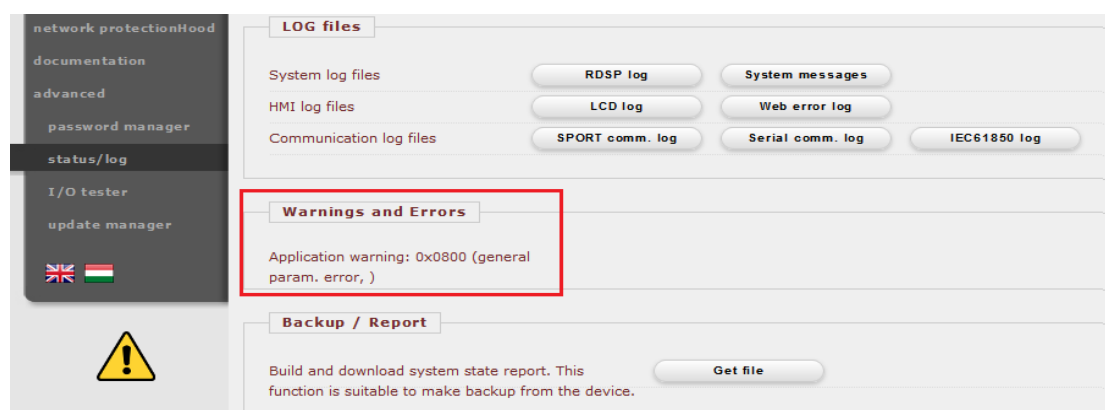 network protectionHood
documentation
advanced
password manager
status/log
I/O tester
update manager
LOG files
System log files RDSP log System messages
HMI log files LCD log Web error log
Communication log files SPORT comm. log Serial comm. log IEC61850 log
Warnings and Errors
Application warning: 0x0800 (general
param. error, )
Backup / Report
Build and download system state report. This Get file
function is suitable to make backup from the device.